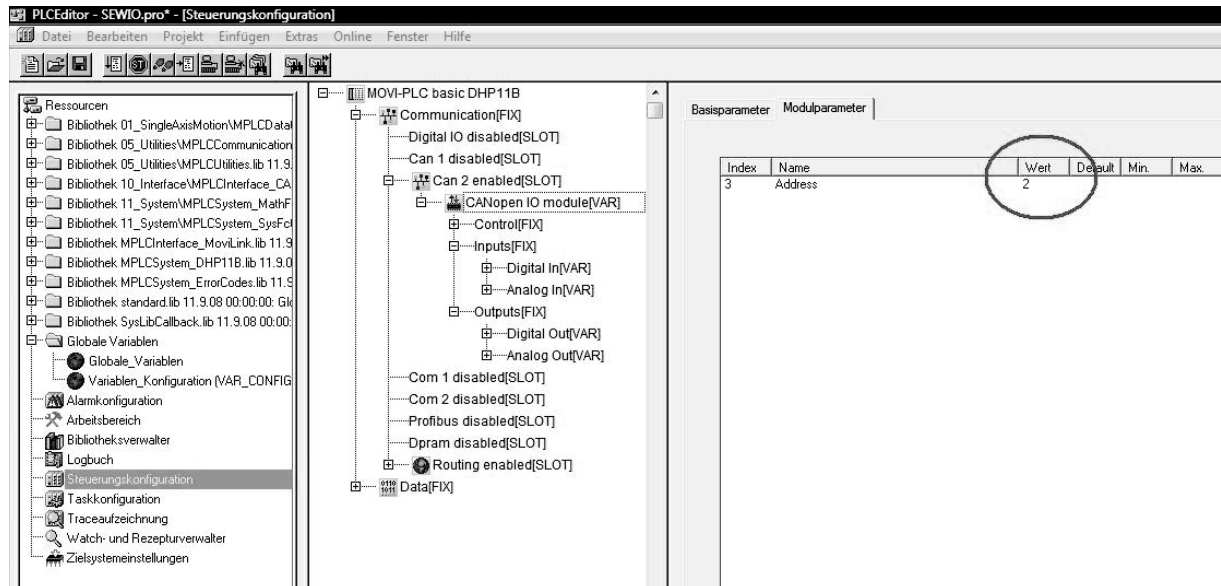 PLCEditor - SEWIO.pro* - [Steuerungskonfiguration]
Datei Bearbeiten Projekt Einfügen Extras Online Fenster Hilfe
Ressourcen
Bibliothek 01_SingleAxisMotion\MPLCData
Bibliothek 05_Utilities\MPLCCommunication
Bibliothek 05_Utilities\MPLCUtilities.lib 11.9.
Bibliothek 10_Interface\MPLCInterface_CA
Bibliothek 11_System\MPLCSystem_MathF
Bibliothek 11_System\MPLCSystem_SysFct
Bibliothek MPLCInterface_MoviLink.lib 11.9
Bibliothek MPLCSystem_DHP11B.lib 11.9.0
Bibliothek MPLCSystem_ErrorCodes.lib 11.9
Bibliothek standard.lib 11.9.08 00:00:00: Glo
Bibliothek SysLibCallback.lib 11.9.08 00:00:
Globale Variablen
Globale_Variablen
Variablen_Konfiguration (VAR_CONFIG
Alarmkonfiguration
Arbeitsbereich
Bibliotheksverwalter
Logbuch
Steuerungskonfiguration
Taskkonfiguration
Traceaufzeichnung
Watch- und Rezepturverwalter
Zielsystemeinstellungen
MOVI-PLC basic DHP11B
Communication[FIX]
Digital IO disabled[SLOT]
Can 1 disabled[SLOT]
Can 2 enabled[SLOT]
CANopen IO module[VAR]
Control[FIX]
Inputs[FIX]
Digital In[VAR]
Analog In[VAR]
Outputs[FIX]
Digital Out[VAR]
Analog Out[VAR]
Com 1 disabled[SLOT]
Com 2 disabled[SLOT]
Profibus disabled[SLOT]
Dpram disabled[SLOT]
Routing enabled[SLOT]
Data[FIX]
Basisparameter Modulparameter
Index Name Wert Default Min. Max.
3 Address 2